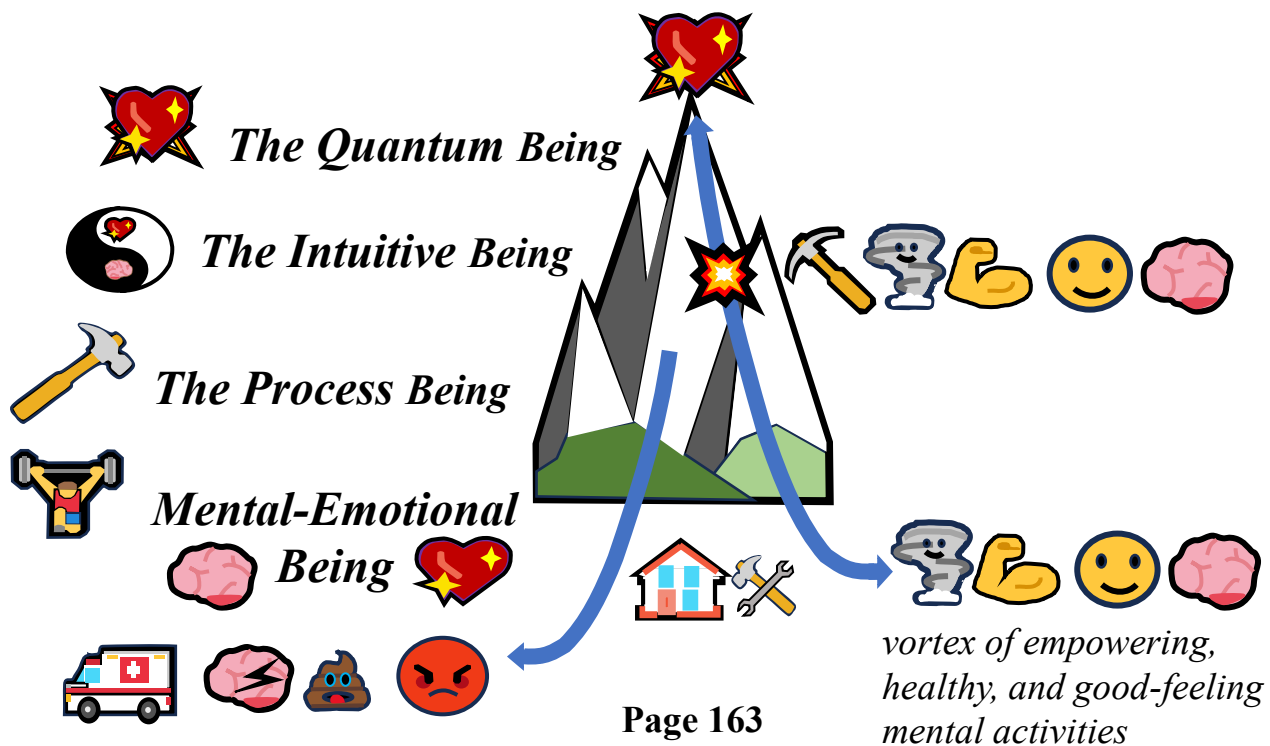 The Quantum Being
The Intuitive Being
The Process Being
Mental-Emotional
Being
vortex of empowering,
healthy, and good-feeling
mental activities
Page 163